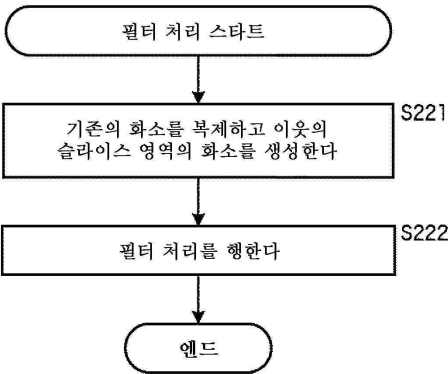 필터 처리 스타트
S221
기존의 화소를 복제하고 이웃의
슬라이스 영역의 화소를 생성한다
S222
필터 처리를 행한다
엔드